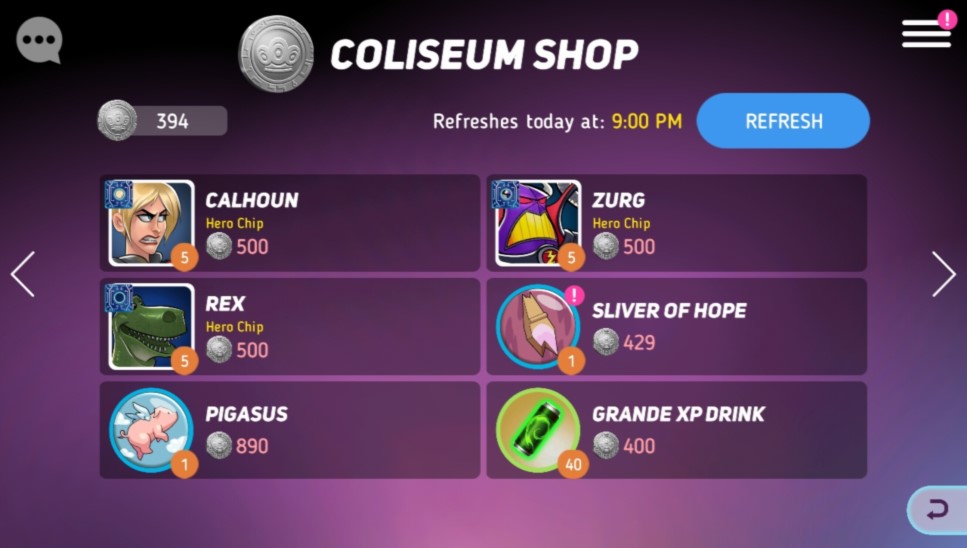 COLISEUM SHOP
!
394
Refreshes today at: 9:00 PM
REFRESH
CALHOUN
Hero Chip
500
5
ZURG
Hero Chip
500
5
REX
Hero Chip
500
5
!
SLIVER OF HOPE
429
1
PIGASUS
890
1
GRANDE XP DRINK
400
40